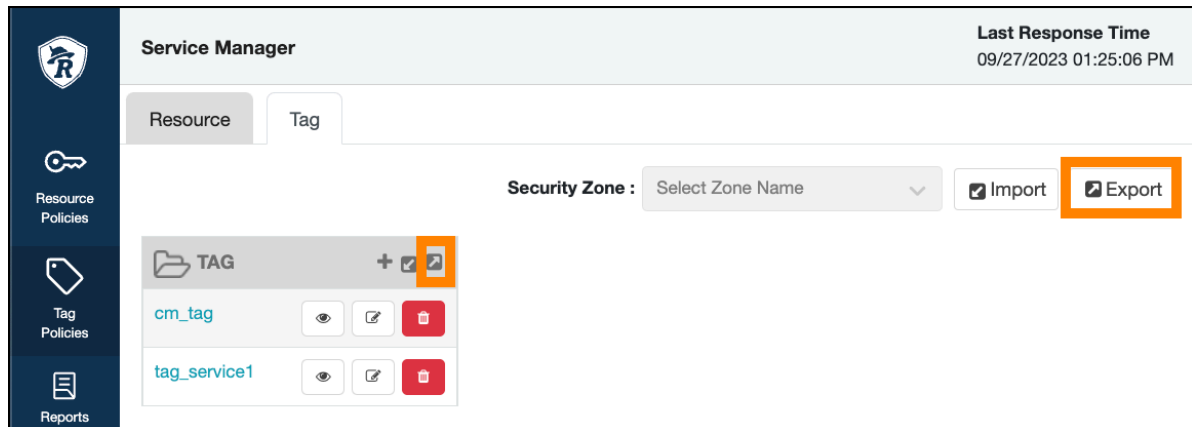 R
Service Manager
Last Response Time
09/27/2023 01:25:06 PM
Resource
Tag
Resource
Policies
Security Zone :
Select Zone Name
Import
Export
TAG
Tag
Policies
cm_tag
tag_service1
Reports